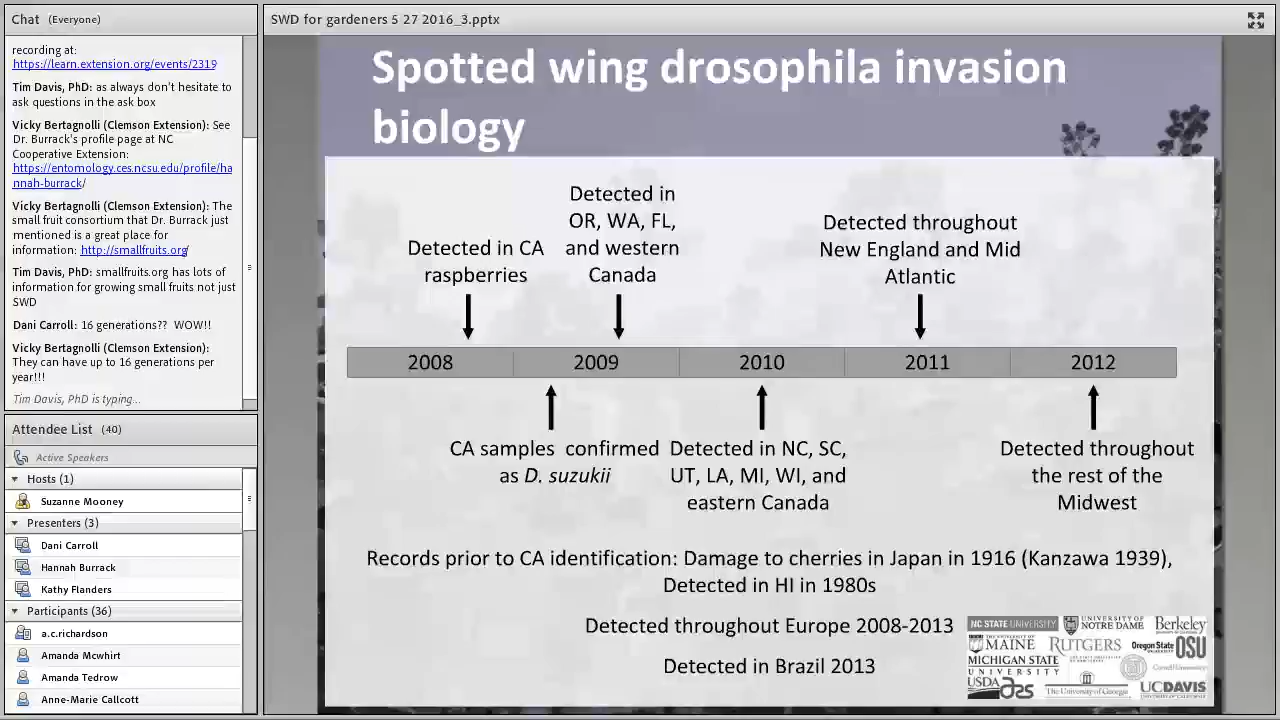 Chat (Everyone)
recording at:
https://learn.extension.org/events/2319
Tim Davis, PhD: as always don't hesitate to
ask questions in the ask box
Vicky Bertagnolli (Clemson Extension): See
Dr. Burrack's profile page at NC
Cooperative Extension:
https://entomology.ces.ncsu.edu/profile/ha
nnah-burrack/
Vicky Bertagnolli (Clemson Extension): The
small fruit consortium that Dr. Burrack just
mentioned is a great place for
information: http://smallfruits.org/
Tim Davis, PhD: smallfruits.org has lots of
information for growing small fruits not just
SWD
Dani Carroll: 16 generations?? WOW!!
Vicky Bertagnolli (Clemson Extension):
They can have up to 16 generations per
year!!!
Tim Davis, PhD is typing...
Attendee List (40)
Active Speakers
Hosts (1)
Suzanne Mooney
Presenters (3)
Dani Carroll
Hannah Burrack
Kathy Flanders
Participants (36)
a.c.richardson
Amanda Mcwhirt
Amanda Tedrow
Anne-Marie Callcott
SWD for gardeners 5 27 2016_3.pptx
Spotted wing drosophila invasion
biology
Detected in CA
raspberries
Detected in
OR, WA, FL,
and western
Canada
Detected throughout
New England and Mid
Atlantic
2008 2009 2010 2011 2012
CA samples confirmed
as D. suzukii
Detected in NC, SC,
UT, LA, MI, WI, and
eastern Canada
Detected throughout
the rest of the
Midwest
Records prior to CA identification: Damage to cherries in Japan in 1916 (Kanzawa 1939),
Detected in HI in 1980s
Detected throughout Europe 2008-2013
Detected in Brazil 2013
NC STATE UNIVERSITY
UNIVERSITY OF
NOTRE DAME
Berkeley
MAINE
RUTGERS
Oregon State
OSU
MICHIGAN STATE
UNIVERSITY
USDA
The University of Georgia
UCDAVIS